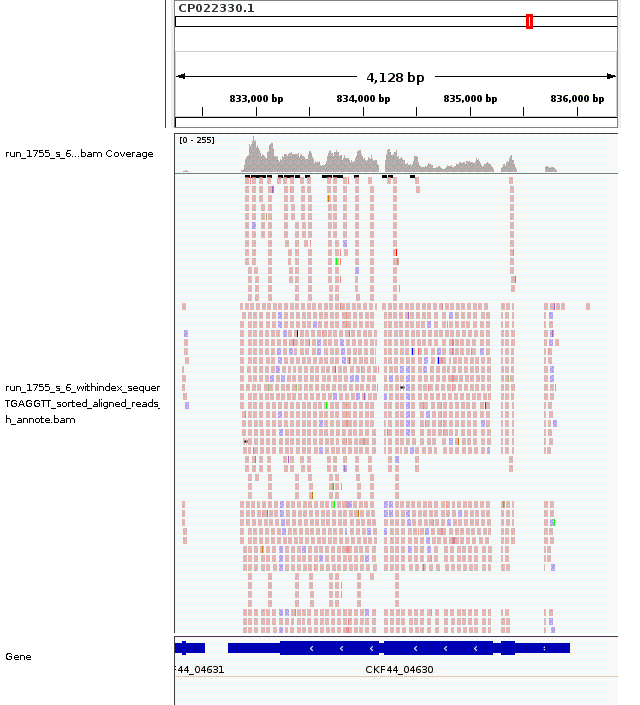 CP022330.1
4,128 bp
833,000 bp 834,000 bp 835,000 bp 836,000 bp
run_1755_s_6...bam Coverage
[0 - 255]
run_1755_s_6_withindex_sequer
TGAGGTT_sorted_aligned_reads_
h_annote.bam
Gene
F44_04631 CKF44_04630